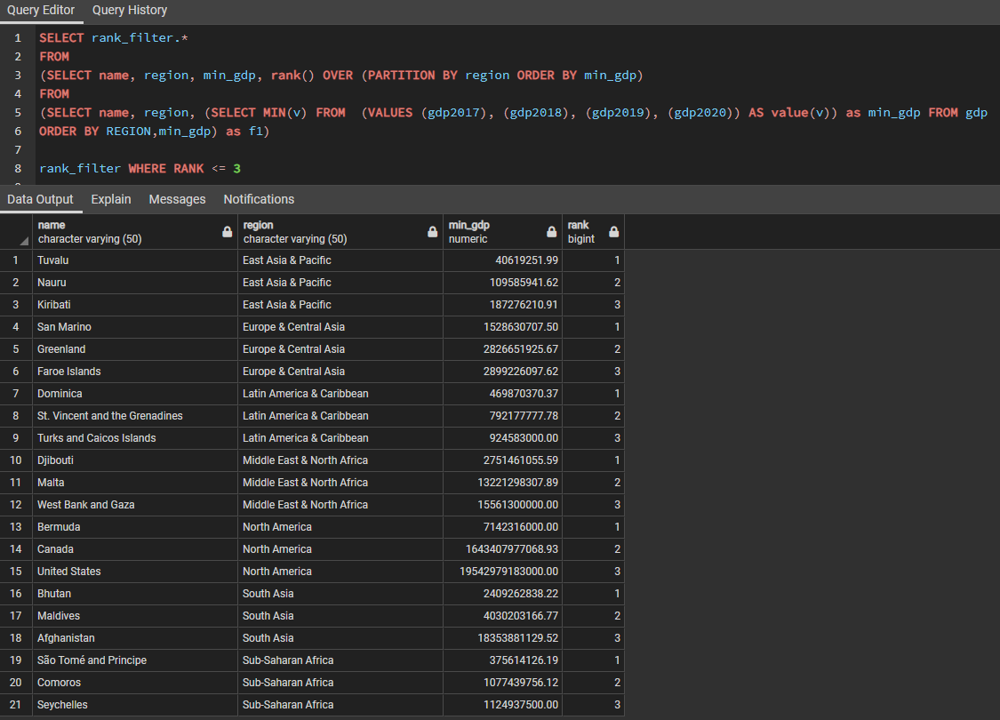 Query Editor Query History
1 SELECT rank_filter.*
2 FROM
3 (SELECT name, region, min_gdp, rank() OVER (PARTITION BY region ORDER BY min_gdp)
4 FROM
5 (SELECT name, region, (SELECT MIN(v) FROM  (VALUES (gdp2017), (gdp2018), (gdp2019), (gdp2020)) AS value(v)) as min_gdp FROM gdp
6 ORDER BY REGION,min_gdp) as f1)
7
8 rank_filter WHERE RANK <= 3
Data Output Explain Messages Notifications
name region min_gdp rank
character varying (50) character varying (50) numeric bigint
1 Tuvalu East Asia & Pacific 40619251.99 1
2 Nauru East Asia & Pacific 109585941.62 2
3 Kiribati East Asia & Pacific 187276210.91 3
4 San Marino Europe & Central Asia 1528630707.50 1
5 Greenland Europe & Central Asia 2826651925.67 2
6 Faroe Islands Europe & Central Asia 2899226097.62 3
7 Dominica Latin America & Caribbean 469870370.37 1
8 St. Vincent and the Grenadines Latin America & Caribbean 792177777.78 2
9 Turks and Caicos Islands Latin America & Caribbean 924583000.00 3
10 Djibouti Middle East & North Africa 2751461055.59 1
11 Malta Middle East & North Africa 13221298307.89 2
12 West Bank and Gaza Middle East & North Africa 15561300000.00 3
13 Bermuda North America 7142316000.00 1
14 Canada North America 1643407977068.93 2
15 United States North America 19542979183000.00 3
16 Bhutan South Asia 2409262838.22 1
17 Maldives South Asia 4030203166.77 2
18 Afghanistan South Asia 18353881129.52 3
19 São Tomé and Principe Sub-Saharan Africa 375614126.19 1
20 Comoros Sub-Saharan Africa 1077439756.12 2
21 Seychelles Sub-Saharan Africa 1124937500.00 3